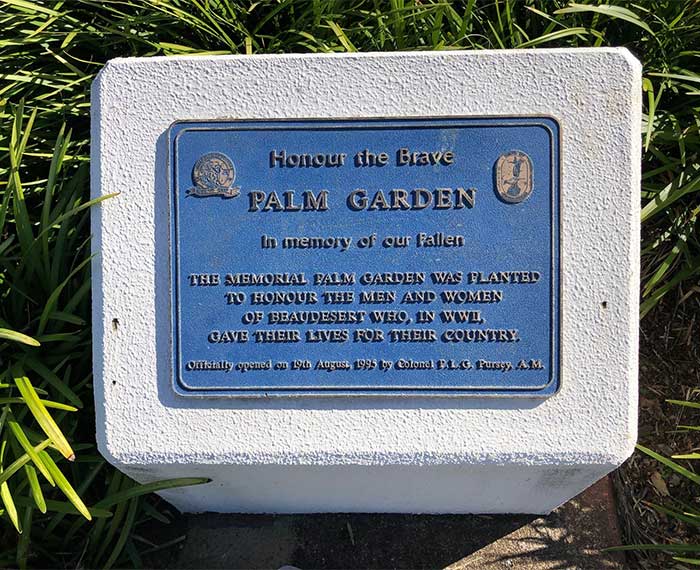 Honour the Brave
PALM GARDEN
In memory of our Fallen
THE MEMORIAL PALM GARDEN WAS PLANTED
TO HONOUR THE MEN AND WOMEN
OF BEAUDESERT WHO, IN WWII,
GAVE THEIR LIVES FOR THEIR COUNTRY.
Officially opened on 19th August, 1995 by Colonel P.L.G. Pursey, A.M.